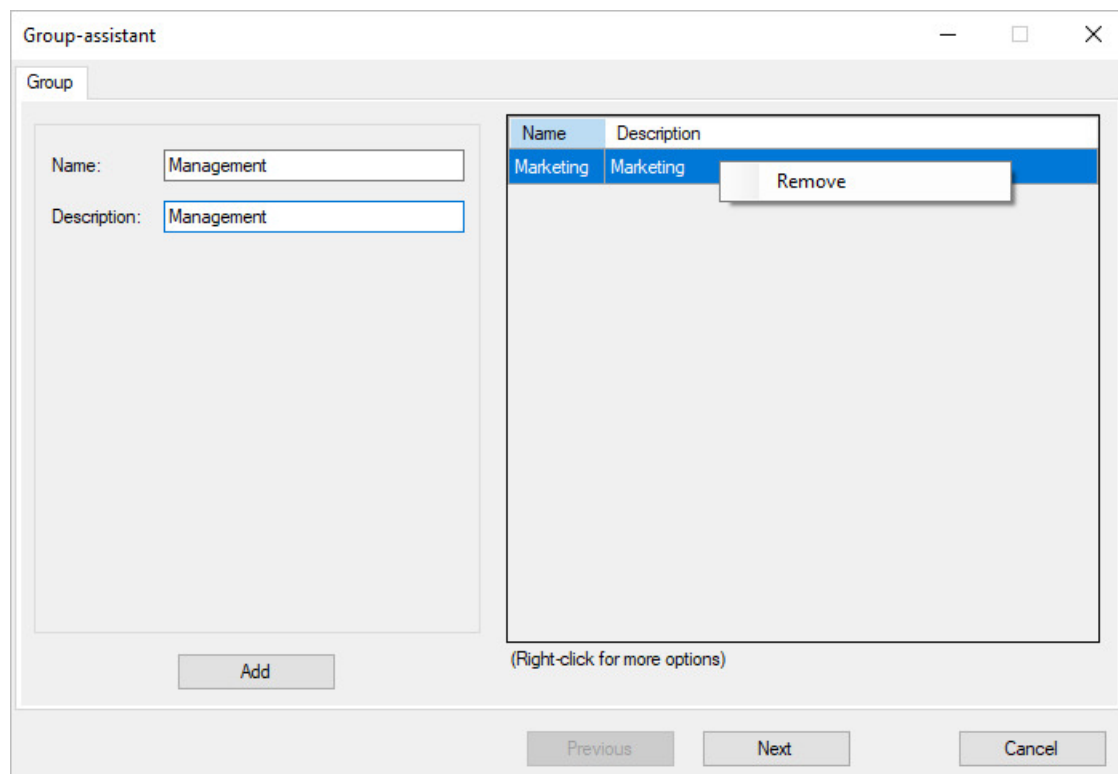 Group-assistant
Group
Name: Management
Description: Management
Add
Name Description
Marketing Marketing
Remove
(Right-click for more options)
Previous Next Cancel